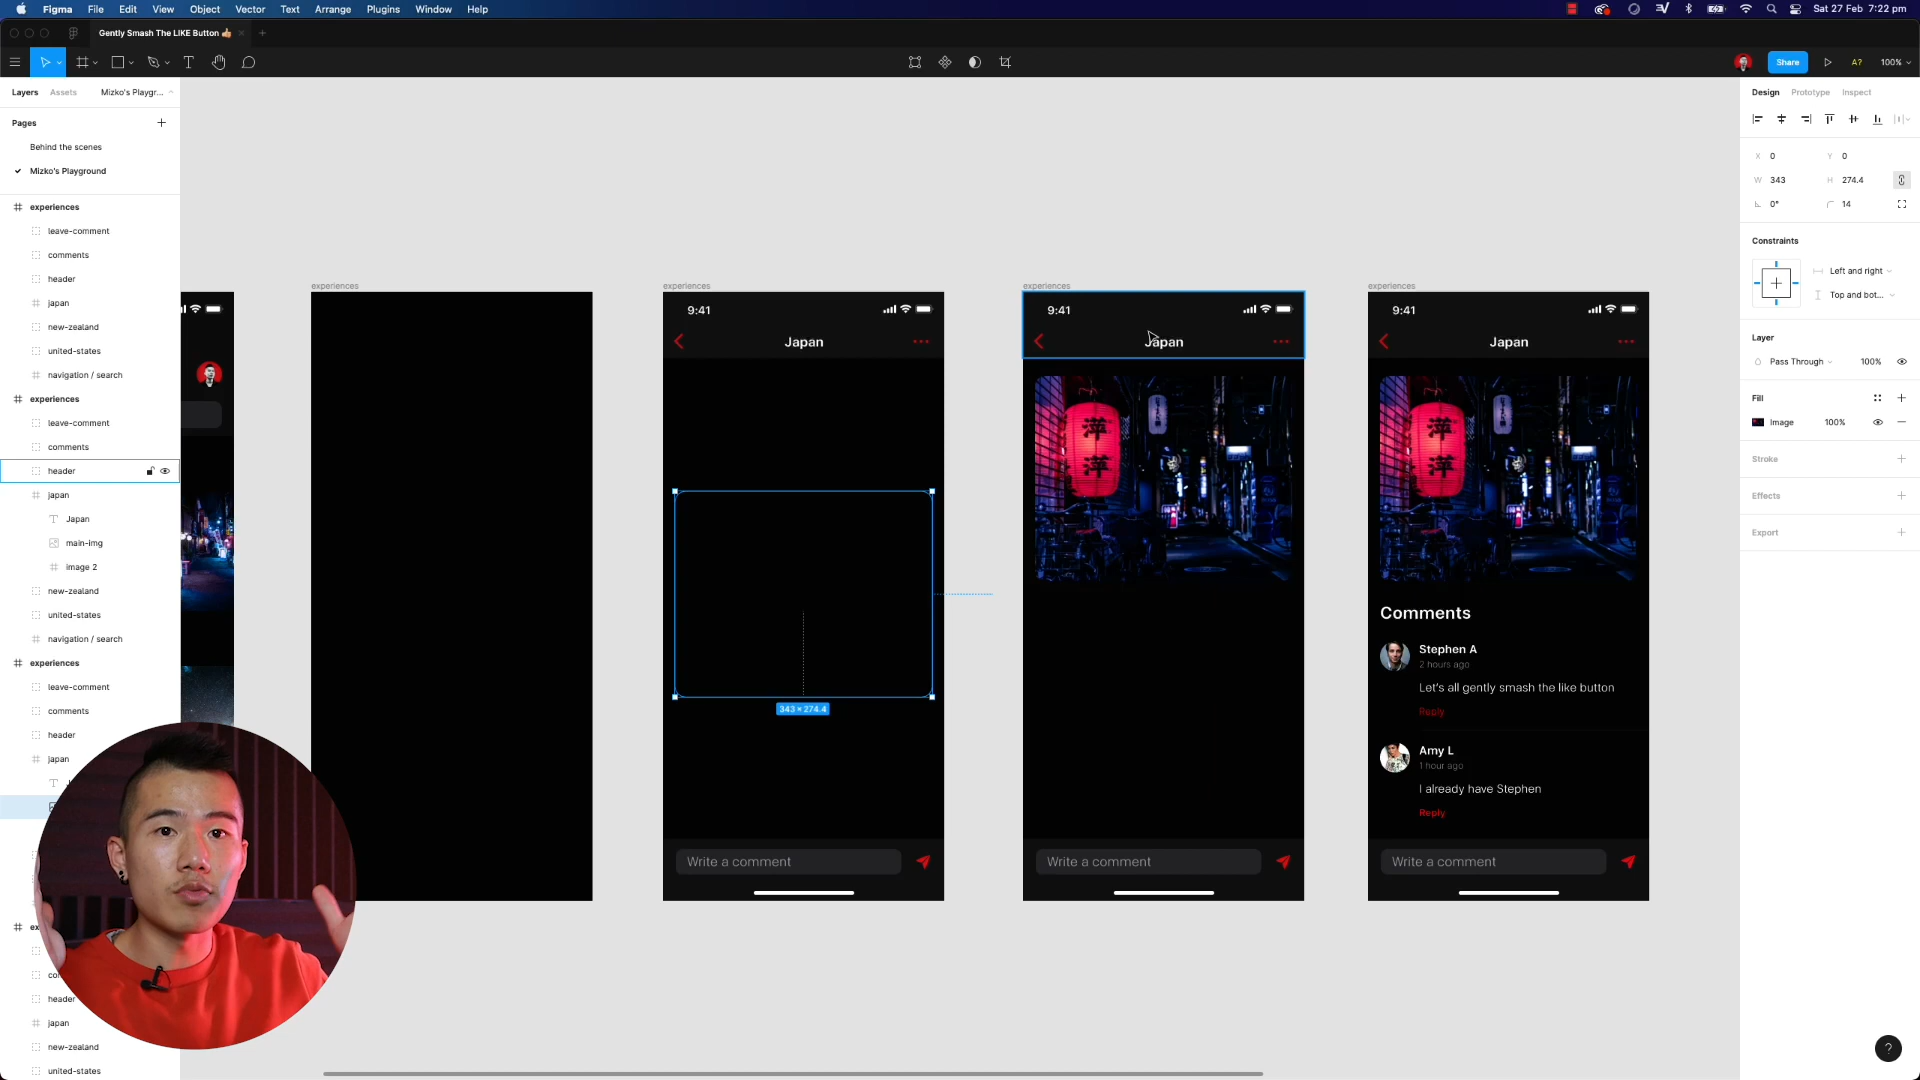 Figma File Edit View Object Vector Text Arrange Plugins Window Help
Sat 27 Feb 7:22 pm
Gently Smash The LIKE Button 👍🏼
Share
A?
100%
Layers
Assets
Mizko's Playgr...
Pages
Behind the scenes
Mizko's Playground
experiences
leave-comment
comments
header
japan
new-zealand
united-states
navigation / search
experiences
leave-comment
comments
header
japan
Japan
main-img
image 2
new-zealand
united-states
navigation / search
experiences
leave-comment
comments
header
japan
header
japan
new-zealand
united-states
experiences
experiences
9:41
Japan
343 × 274.4
Write a comment
experiences
9:41
Japan
萍
萍
Write a comment
experiences
9:41
Japan
萍
萍
Comments
Stephen A
2 hours ago
Let's all gently smash the like button
Reply
Amy L
1 hour ago
I already have Stephen
Reply
Write a comment
Design
Prototype
Inspect
X 0
Y 0
W 343
H 274.4
0°
14
Constraints
Left and right
Top and bot...
Layer
Pass Through
100%
Fill
Image
100%
Stroke
Effects
Export
?